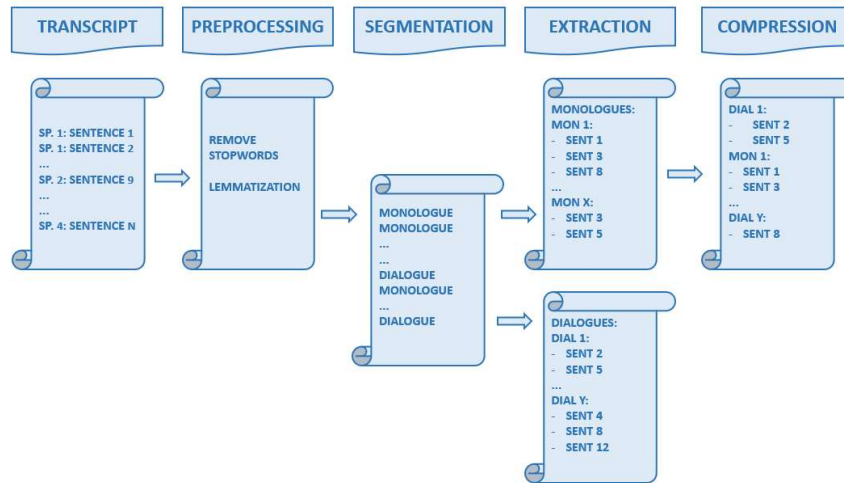 TRANSCRIPT
PREPROCESSING
SEGMENTATION
EXTRACTION
COMPRESSION
SP. 1: SENTENCE 1
SP. 1: SENTENCE 2
...
SP. 2: SENTENCE 9
...
...
SP. 4: SENTENCE N
REMOVE
STOPWORDS
LEMMATIZATION
MONOLOGUE
MONOLOGUE
...
...
DIALOGUE
MONOLOGUE
...
DIALOGUE
MONOLOGUES:
MON 1:
- SENT 1
- SENT 3
- SENT 8
...
MON X:
- SENT 3
- SENT 5
DIALOGUES:
DIAL 1:
- SENT 2
- SENT 5
...
DIAL Y:
- SENT 4
- SENT 8
- SENT 12
DIAL 1:
- SENT 2
- SENT 5
MON 1:
- SENT 1
- SENT 3
...
DIAL Y:
- SENT 8